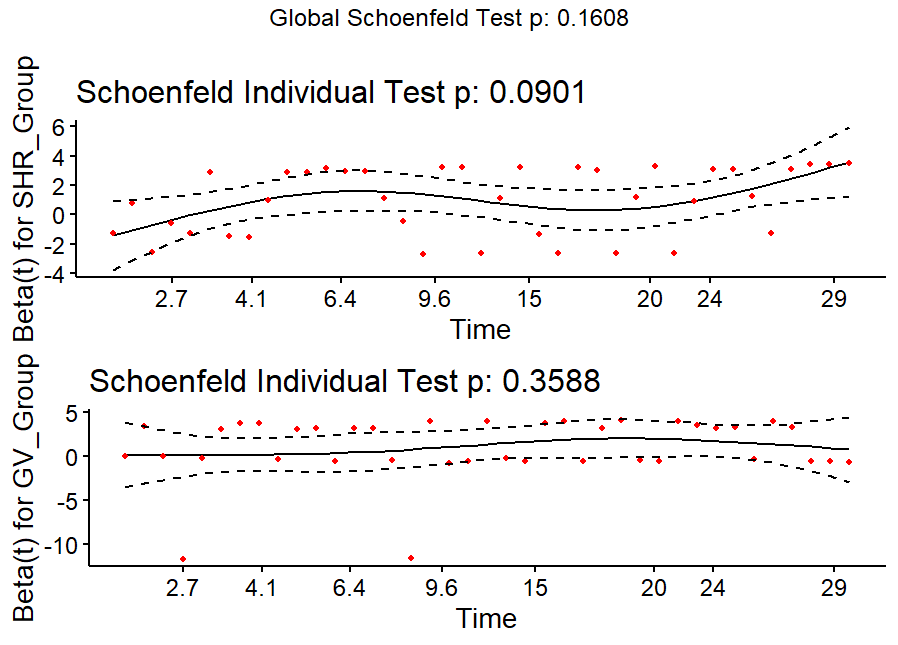 Global Schoenfeld Test p: 0.1608
Schoenfeld Individual Test p: 0.0901
Beta(t) for SHR_Group
6
4
2
0
-2
-4
2.7 4.1 6.4 9.6 15 20 24 29
Time
Schoenfeld Individual Test p: 0.3588
Beta(t) for GV_Group
5
0
-5
-10
2.7 4.1 6.4 9.6 15 20 24 29
Time